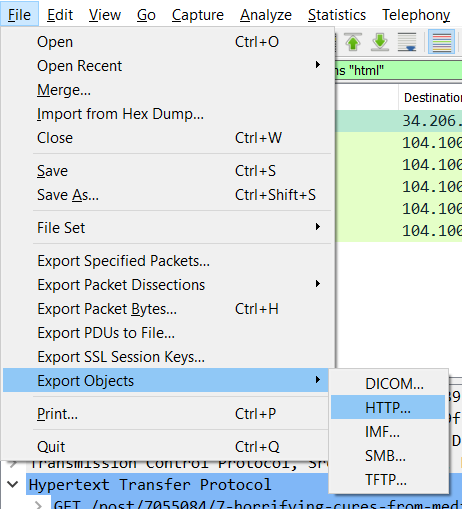 File Edit View Go Capture Analyze Statistics Telephony
Open Ctrl+O
Open Recent
Merge...
Import from Hex Dump...
Close Ctrl+W
Save Ctrl+S
Save As... Ctrl+Shift+S
File Set
Export Specified Packets...
Export Packet Dissections
Export Packet Bytes... Ctrl+H
Export PDUs to File...
Export SSL Session Keys...
Export Objects
Print... Ctrl+P
Quit Ctrl+Q
DICOM...
HTTP...
IMF...
SMB...
TFTP...
"html"
Destination
34.206.
104.100
104.100
104.100
104.100
104.100
Transmission Control Protocol,
Hypertext Transfer Protocol
GET /post/7055084/7-horrifying-cures-from-med